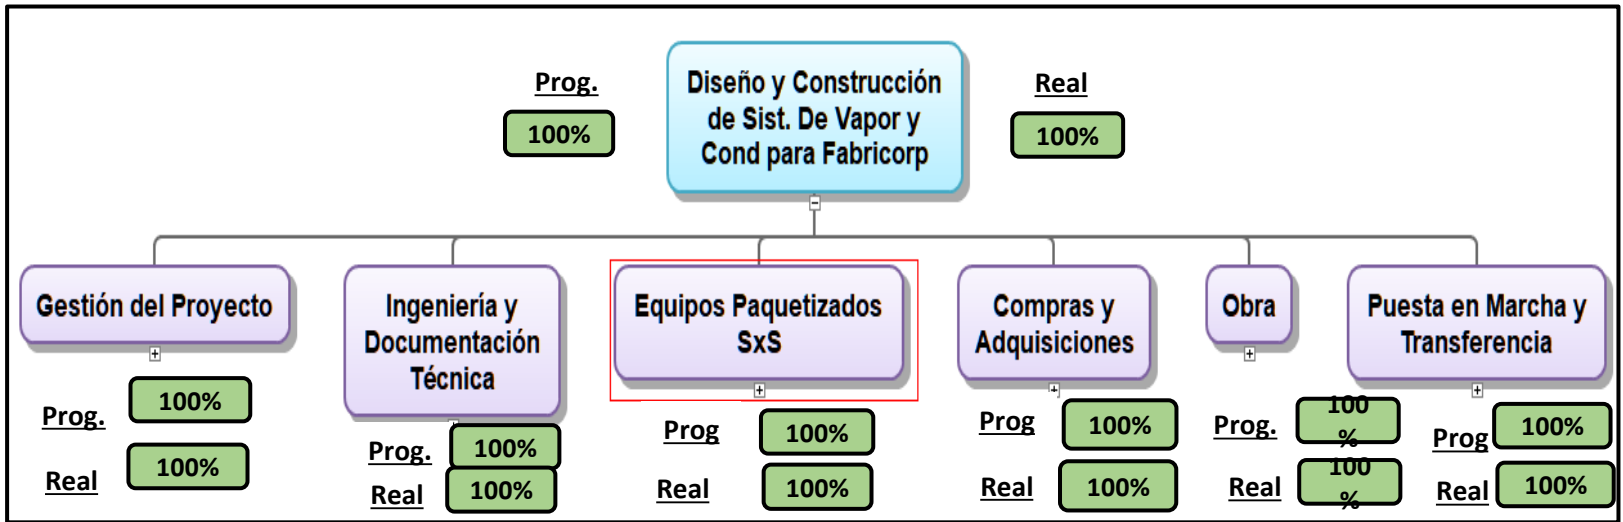 Prog.
100%
Diseño y Construcción
de Sist. De Vapor y
Cond para Fabricorp
Real
100%
Gestión del Proyecto
Prog.
100%
Real
100%
Ingeniería y
Documentación
Técnica
Prog.
100%
Real
100%
Equipos Paquetizados
SxS
Prog
100%
Real
100%
Compras y
Adquisiciones
Prog
100%
Real
100%
Obra
Prog.
100
%
Real
100
%
Puesta en Marcha y
Transferencia
Prog
100%
Real
100%